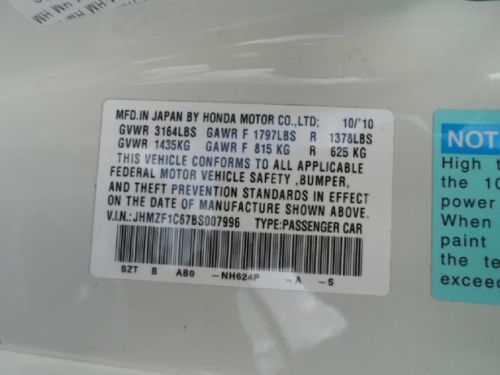 MFD.IN JAPAN BY HONDA MOTOR CO.,LTD; 10/'10
GVWR 3164LBS GAWR F 1797LBS R 1378LBS
GVWR 1435KG GAWR F 815 KG R 625 KG
THIS VEHICLE CONFORMS TO ALL APPLICABLE
FEDERAL MOTOR VEHICLE SAFETY ,BUMPER,
AND THEFT PREVENTION STANDARDS IN EFFECT
ON THE DATE OF MANUFACTURE SHOWN ABOVE.
V.I.N.: JHMZF1C67BS007996 TYPE:PASSENGER CAR
SZT B AB0 -NH624P -A -S
NOT
High t
the 10
power
When
paint
the te
exceed